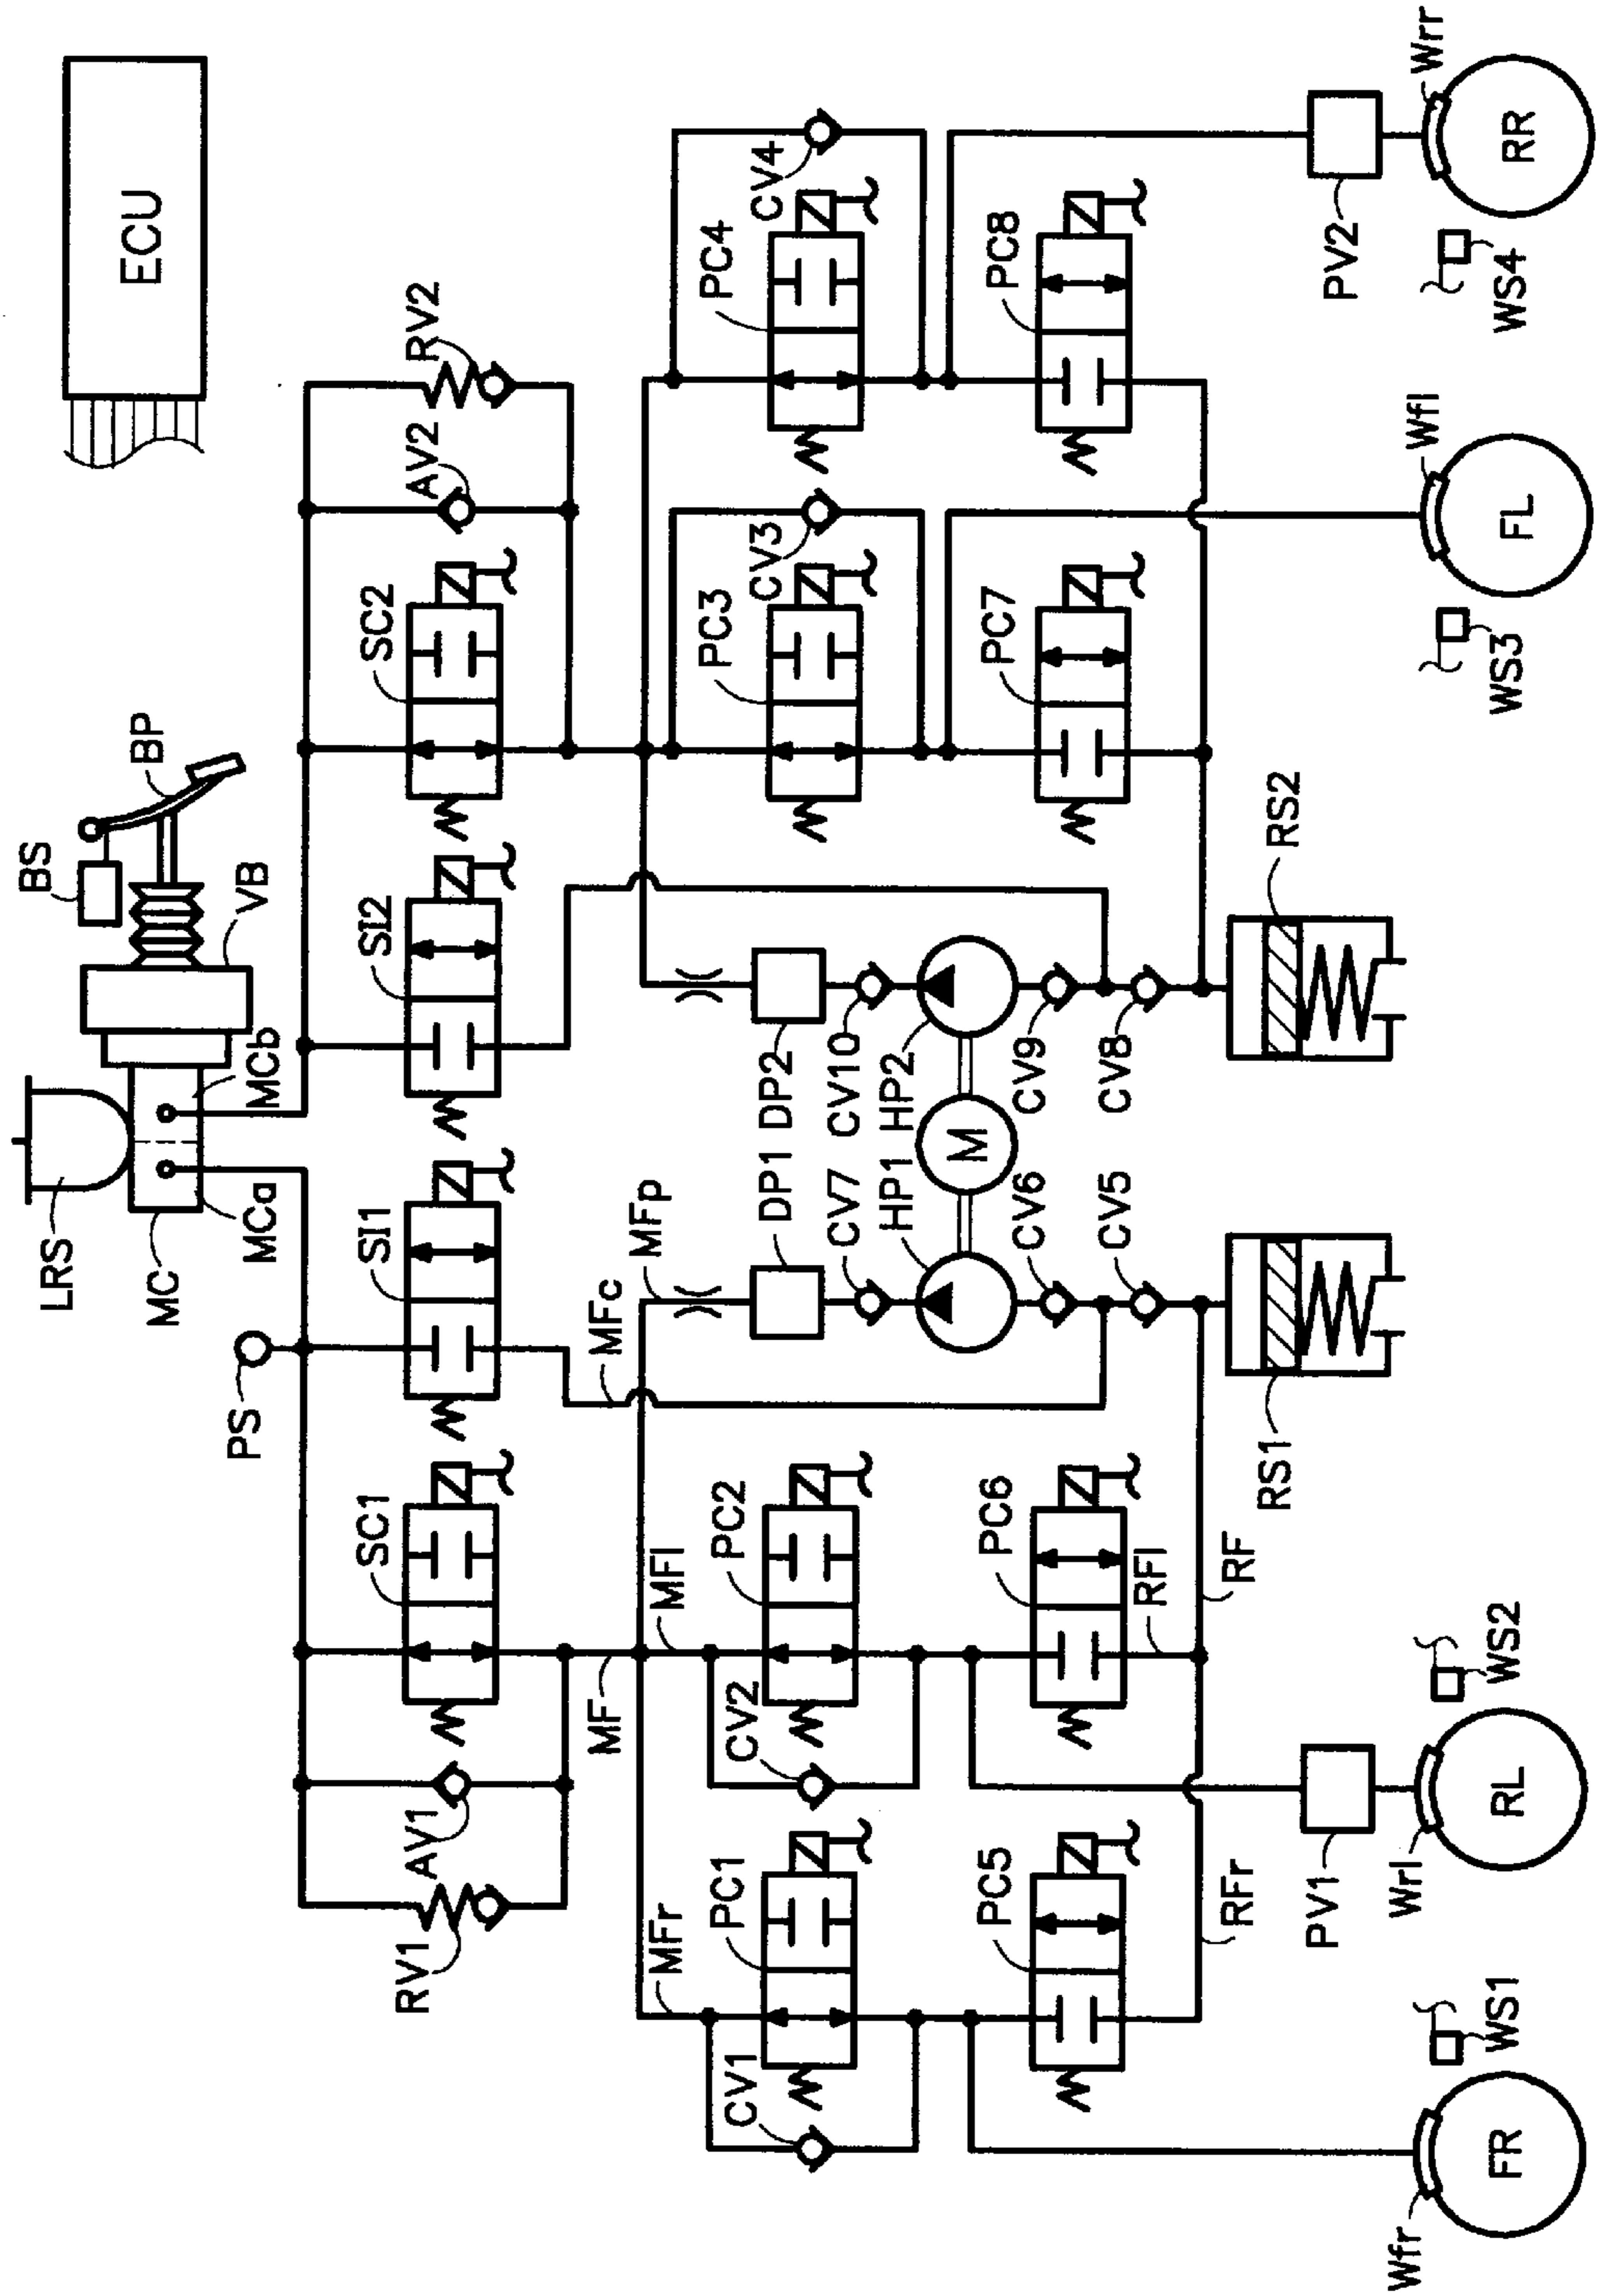 ECU
BS
BP
VB
LRS
MC
MCa
MCb
PS
RV1
AV1
SC1
SI1
SI2
SC2
AV2
RV2
MF
MFr
MFl
MFc
MFp
CV1
PC1
CV2
PC2
DP1
DP2
CV7
CV10
HP1
HP2
M
PC3
CV3
PC4
CV4
PC5
PC6
CV6
CV9
PC7
PC8
RFl
CV5
CV8
RFr
RF
RS1
RS2
PV1
PV2
Wfr
WS1
Wrl
WS2
WS3
Wfl
WS4
Wrr
FR
RL
FL
RR